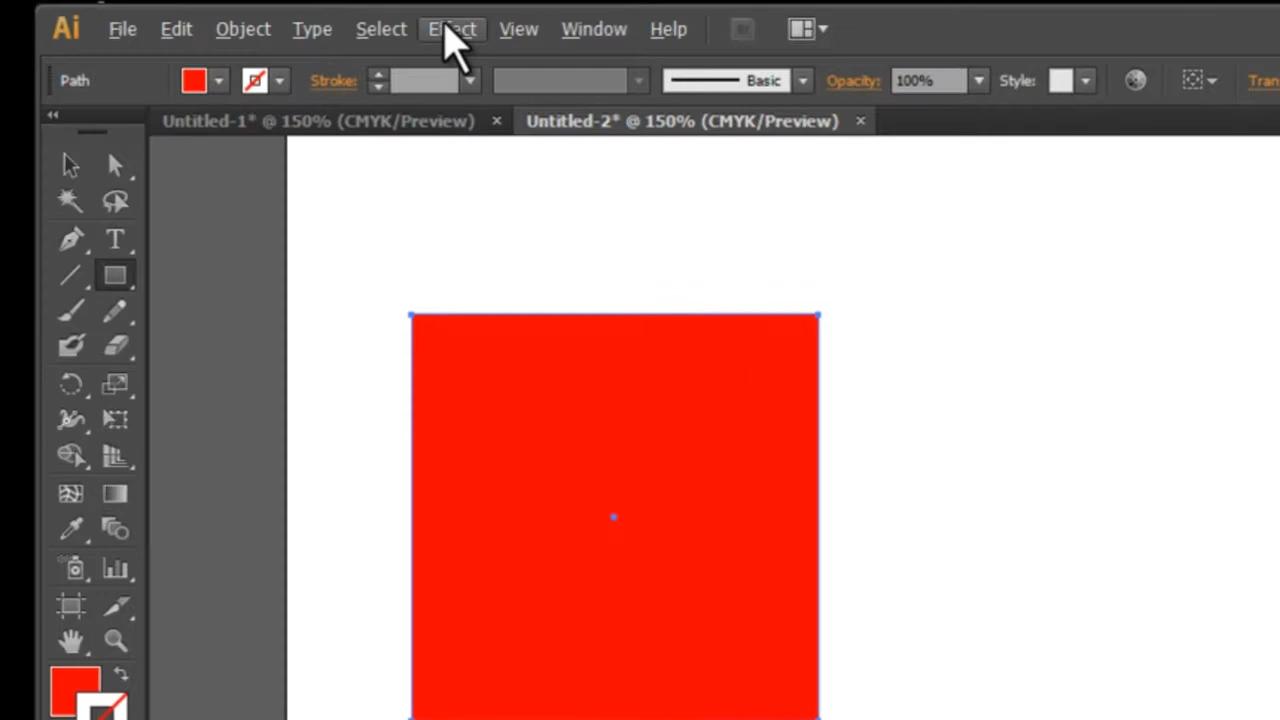 Ai File Edit Object Type Select Effect View Window Help Br
Path Stroke: Basic Opacity: 100% Style:
Untitled-1* @ 150% (CMYK/Preview) × Untitled-2* @ 150% (CMYK/Preview) ×
T